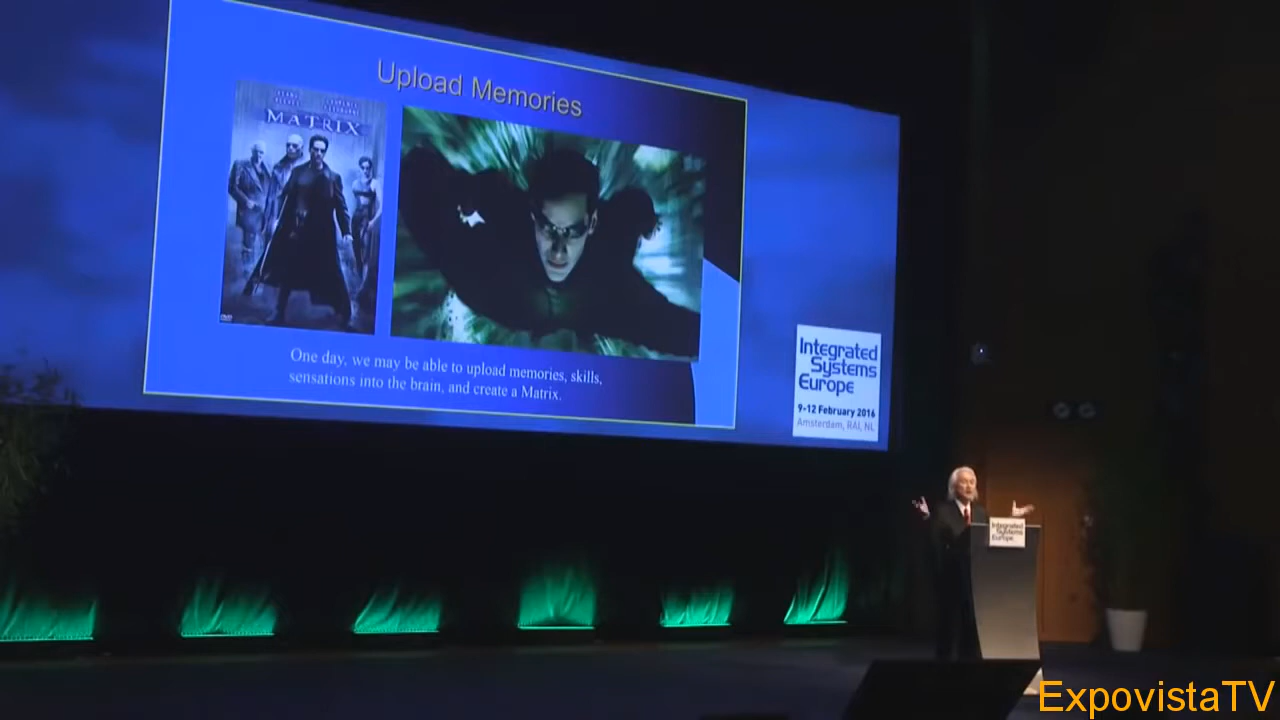 Upload Memories
MATRIX
One day, we may be able to upload memories, skills,
sensations into the brain, and create a Matrix.
Integrated
Systems
Europe
9-12 February 2016
Amsterdam, RAI, NL
Integrated
Systems
Europe
ExpovistaTV